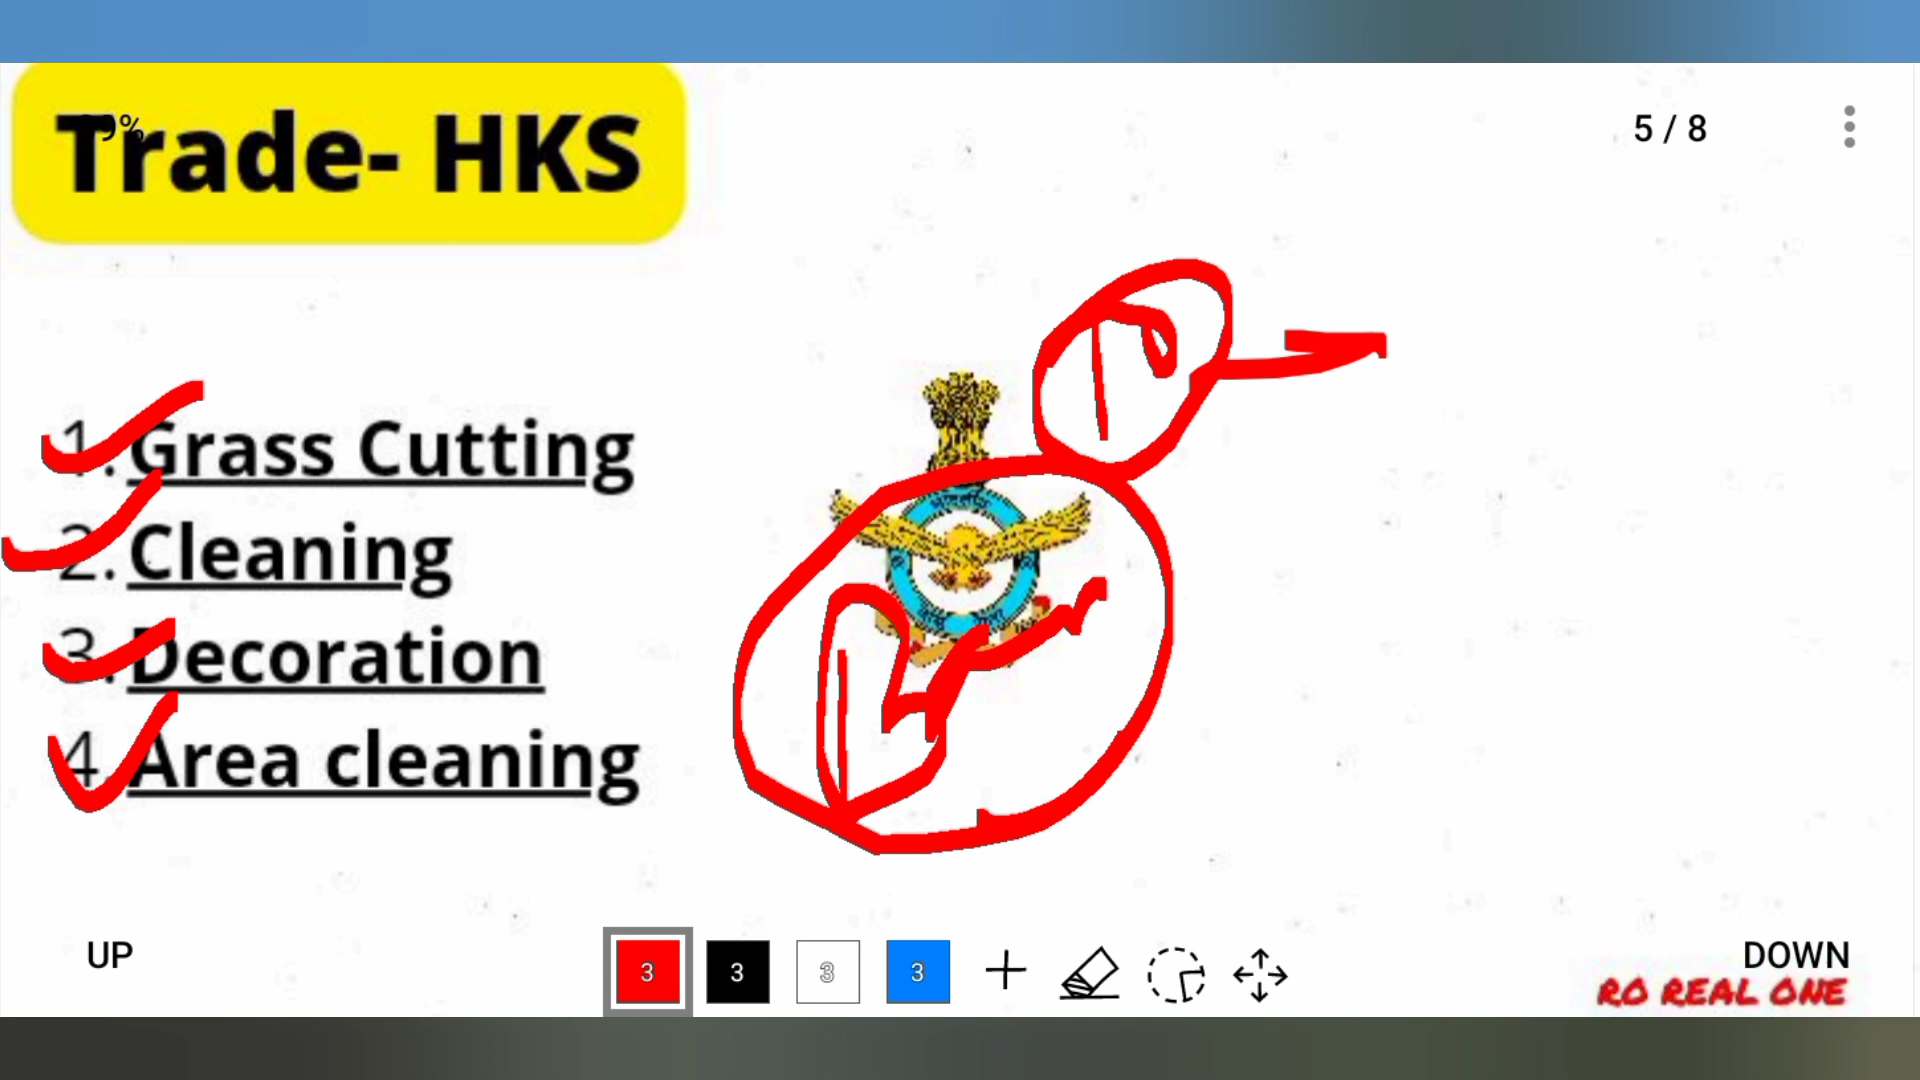 Trade- HKS
5 / 8
1. Grass Cutting
2. Cleaning
3. Decoration
4. Area cleaning
UP
3 3 3 3
DOWN
RO REAL ONE